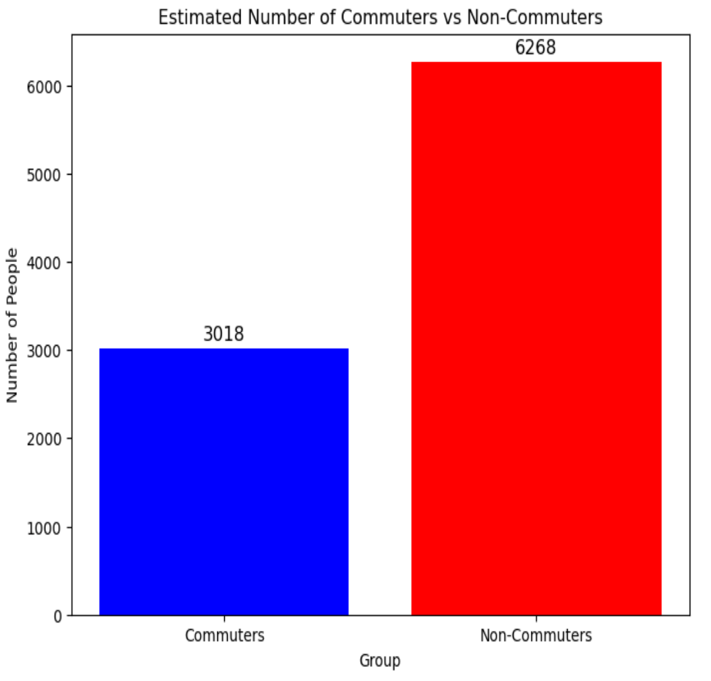 Estimated Number of Commuters vs Non-Commuters
6268
3018
6000
5000
4000
3000
2000
1000
0
Number of People
Commuters
Non-Commuters
Group